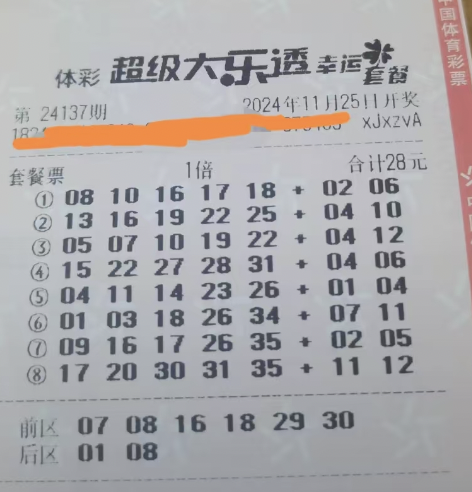 中国体育彩票
体彩 超级大乐透 幸运 套餐
第 24137期 2024年11月25日开奖
xJxzvA
套餐票 1倍 合计28元
① 08 10 16 17 18 + 02 06
② 13 16 19 22 25 + 04 10
③ 05 07 10 19 22 + 04 12
④ 15 22 27 28 31 + 04 06
⑤ 04 11 14 23 26 + 01 04
⑥ 01 03 18 26 34 + 07 11
⑦ 09 16 17 26 35 + 02 05
⑧ 17 20 30 31 35 + 11 12
前区 07 08 16 18 29 30
后区 01 08